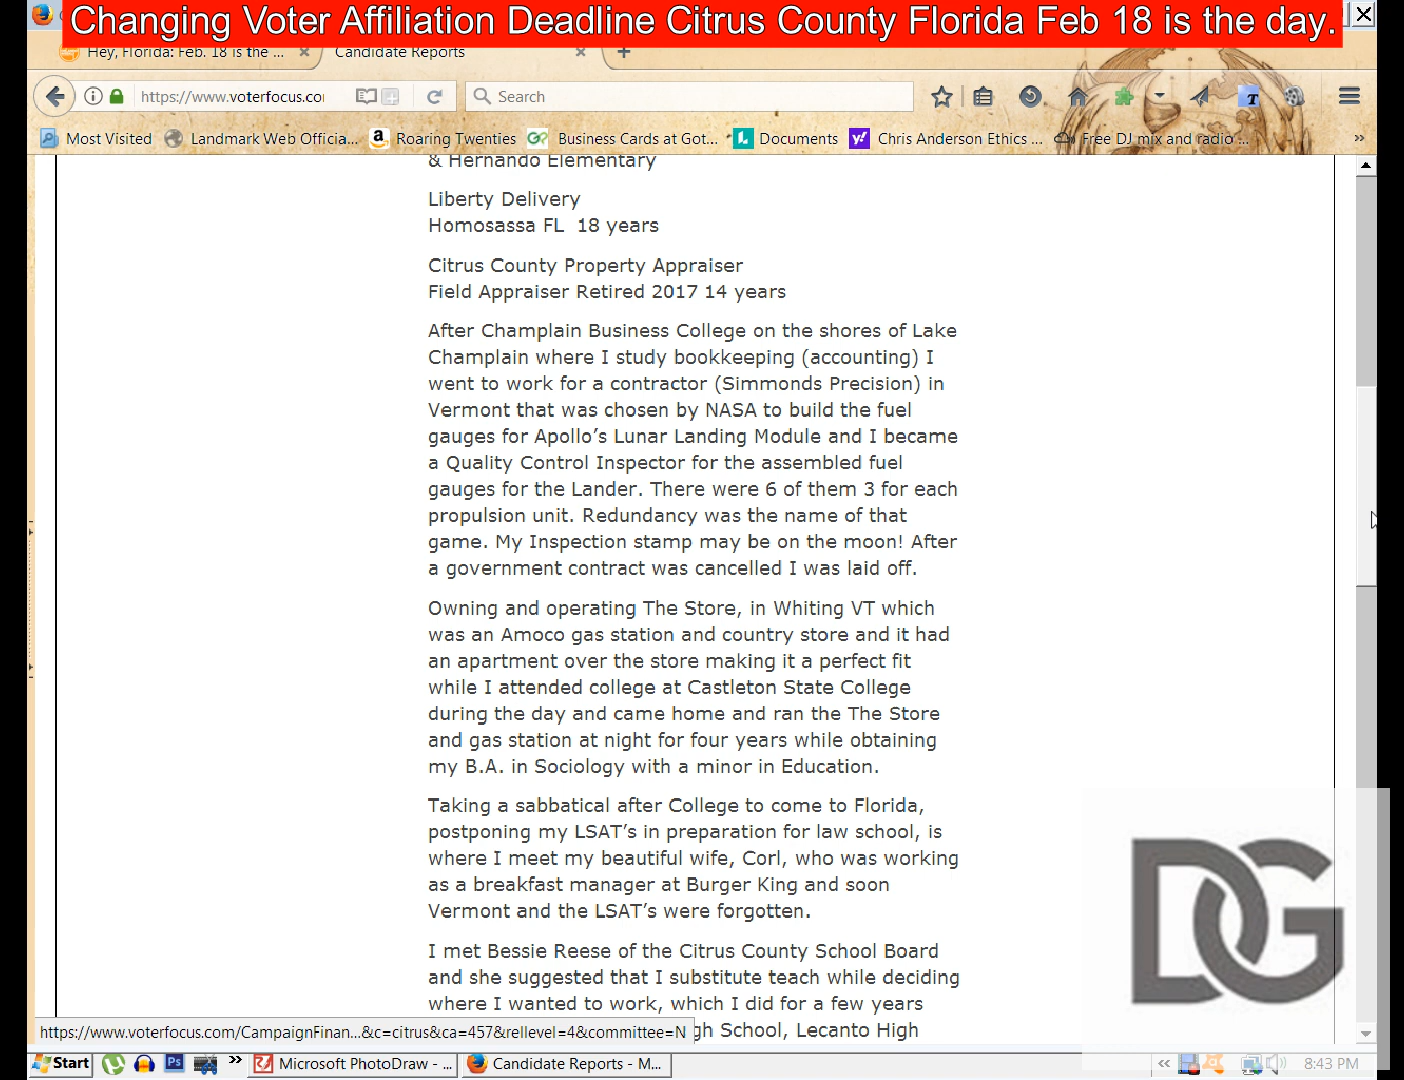 Changing Voter Affiliation Deadline Citrus County Florida Feb 18 is the day.
Hey, Florida: Feb. 18 is the ...
Candidate Reports
https://www.voterfocus.co
Search
Most Visited
Landmark Web Officia...
Roaring Twenties
Business Cards at Got...
Documents
Chris Anderson Ethics ...
Free DJ mix and radio ...
& Hernando Elementary
Liberty Delivery
Homosassa FL 18 years
Citrus County Property Appraiser
Field Appraiser Retired 2017 14 years
After Champlain Business College on the shores of Lake
Champlain where I study bookkeeping (accounting) I
went to work for a contractor (Simmonds Precision) in
Vermont that was chosen by NASA to build the fuel
gauges for Apollo’s Lunar Landing Module and I became
a Quality Control Inspector for the assembled fuel
gauges for the Lander. There were 6 of them 3 for each
propulsion unit. Redundancy was the name of that
game. My Inspection stamp may be on the moon! After
a government contract was cancelled I was laid off.
Owning and operating The Store, in Whiting VT which
was an Amoco gas station and country store and it had
an apartment over the store making it a perfect fit
while I attended college at Castleton State College
during the day and came home and ran the The Store
and gas station at night for four years while obtaining
my B.A. in Sociology with a minor in Education.
Taking a sabbatical after College to come to Florida,
postponing my LSAT’s in preparation for law school, is
where I meet my beautiful wife, Corl, who was working
as a breakfast manager at Burger King and soon
Vermont and the LSAT’s were forgotten.
I met Bessie Reese of the Citrus County School Board
and she suggested that I substitute teach while deciding
where I wanted to work, which I did for a few years
gh School, Lecanto High
https://www.voterfocus.com/CampaignFinan...&c=citrus&ca=457&rellevel=4&committee=N
DG
Start
Ps
Microsoft PhotoDraw - ...
Candidate Reports - M...
8:43 PM